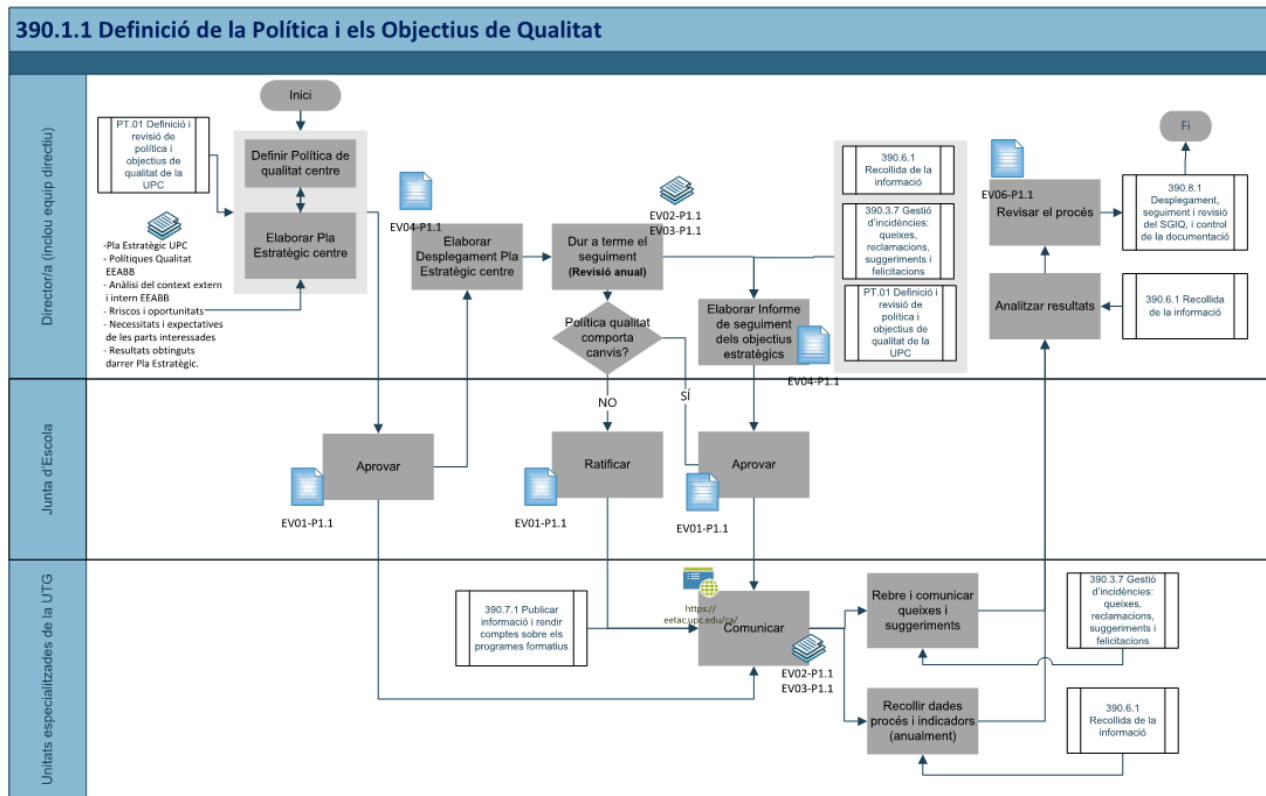 390.1.1 Definició de la Política i els Objectius de Qualitat
Director/a (inclou equip directiu)
Inici
PT.01 Definició i
revisió de
política i
objectius de
qualitat de la
UPC
Definir Política de
qualitat centre
Elaborar Pla
Estratègic centre
-Pla Estratègic UPC
- Polítiques Qualitat
EEABB
- Anàlisi del context extern
i intern EEABB
- Rriscos i oportunitats
- Necessitats i expectatives
de les parts interessades
- Resultats obtinguts
darrer Pla Estratègic.
EV04-P1.1
Elaborar
Desplegament Pla
Estratègic centre
EV02-P1.1
EV03-P1.1
Dur a terme el
seguiment
(Revisió anual)
Política qualitat
comporta
canvis?
Elaborar Informe
de seguiment
dels objectius
estratègics
EV04-P1.1
390.6.1
Recollida de la
informació
390.3.7 Gestió
d'incidències:
queixes,
reclamacions,
suggeriments i
felicitacions
PT.01 Definició i
revisió de
política i
objectius de
qualitat de la
UPC
EV06-P1.1
Revisar el procés
Analitzar resultats
Fi
390.8.1
Desplegament,
seguiment i revisió
del SGIQ, i control
de la documentació
390.6.1 Recollida
de la informació
Junta d'Escola
NO
SÍ
Aprovar
EV01-P1.1
Ratificar
EV01-P1.1
Aprovar
EV01-P1.1
Unitats especialitzades de la UTG
390.7.1 Publicar
informació i rendir
comptes sobre els
programes formatius
https://
eetac.upc.edu/ca/
Comunicar
EV02-P1.1
EV03-P1.1
Rebre i comunicar
queixes i
suggeriments
390.3.7 Gestió
d'incidències:
queixes,
reclamacions,
suggeriments i
felicitacions
Recollir dades
procés i indicadors
(anualment)
390.6.1
Recollida de la
informació